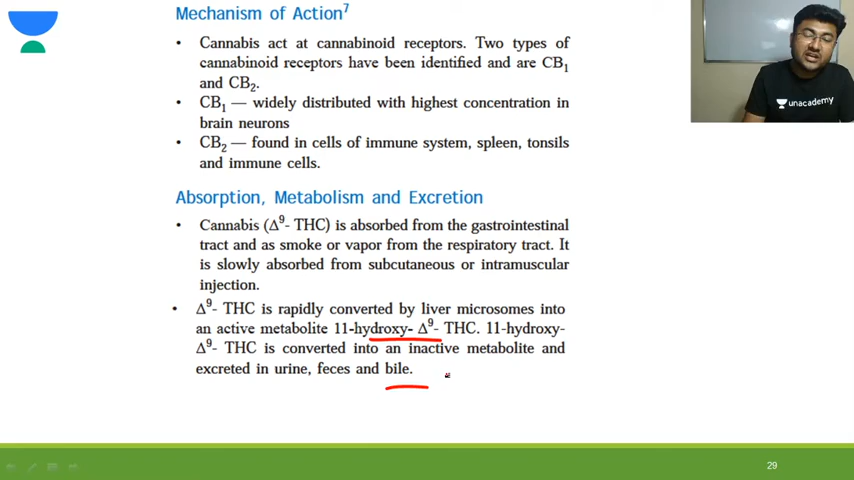 Mechanism of Action⁷
• Cannabis act at cannabinoid receptors. Two types of
cannabinoid receptors have been identified and are CB₁
and CB₂.
• CB₁ — widely distributed with highest concentration in
brain neurons
• CB₂ — found in cells of immune system, spleen, tonsils
and immune cells.
Absorption, Metabolism and Excretion
• Cannabis (Δ⁹- THC) is absorbed from the gastrointestinal
tract and as smoke or vapor from the respiratory tract. It
is slowly absorbed from subcutaneous or intramuscular
injection.
• Δ⁹- THC is rapidly converted by liver microsomes into
an active metabolite 11-hydroxy- Δ⁹- THC. 11-hydroxy-
Δ⁹- THC is converted into an inactive metabolite and
excreted in urine, feces and bile.
unacademy
29